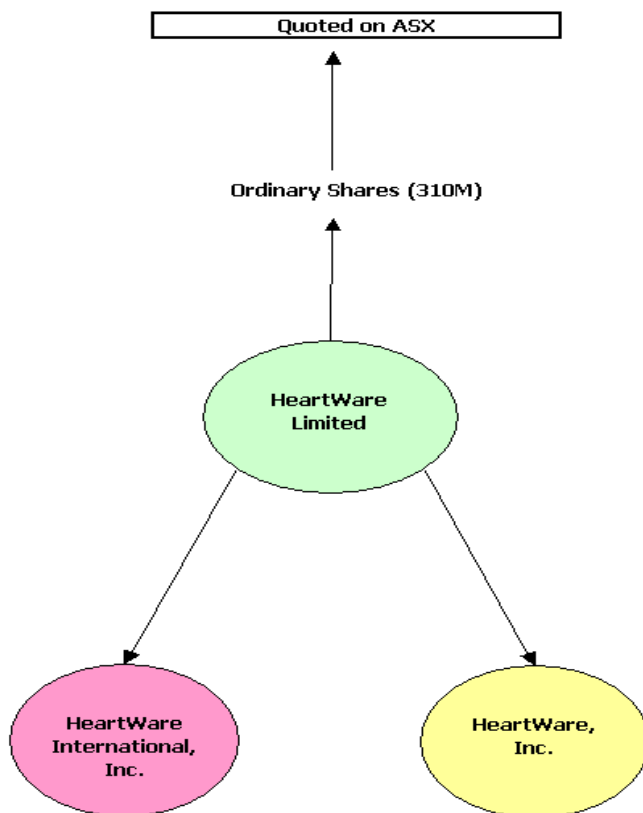 Quoted on ASX
Ordinary Shares (310M)
HeartWare
Limited
HeartWare
International,
Inc.
HeartWare,
Inc.